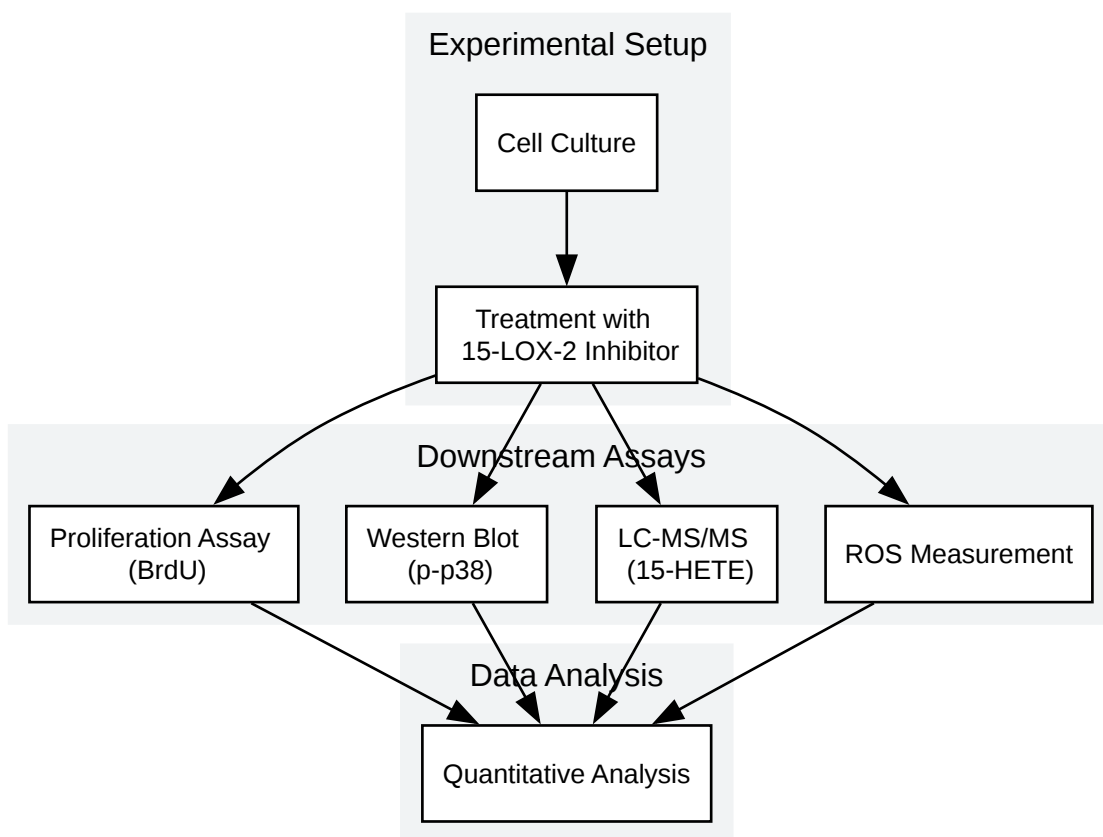 Experimental Setup
Cell Culture
Treatment with
15-LOX-2 Inhibitor
Downstream Assays
Proliferation Assay
(BrdU)
Western Blot
(p-p38)
LC-MS/MS
(15-HETE)
ROS Measurement
Data Analysis
Quantitative Analysis